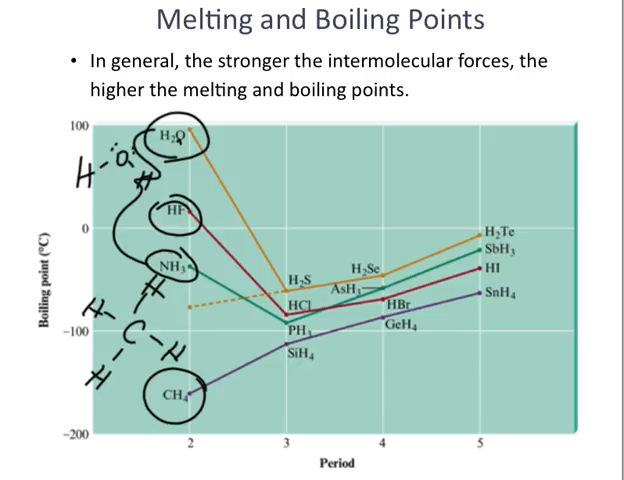 Melting and Boiling Points
• In general, the stronger the intermolecular forces, the
higher the melting and boiling points.
100
H₂O
H-O
H
HF
0
H₂Te
NH₃
SbH₃
H₂Se
H₂S
AsH₃
HI
H
SnH₄
HCl
HBr
H
-100
C
PH₃
GeH₄
H
SiH₄
H
CH₄
-200
2
3
4
5
Period
Boiling point (°C)